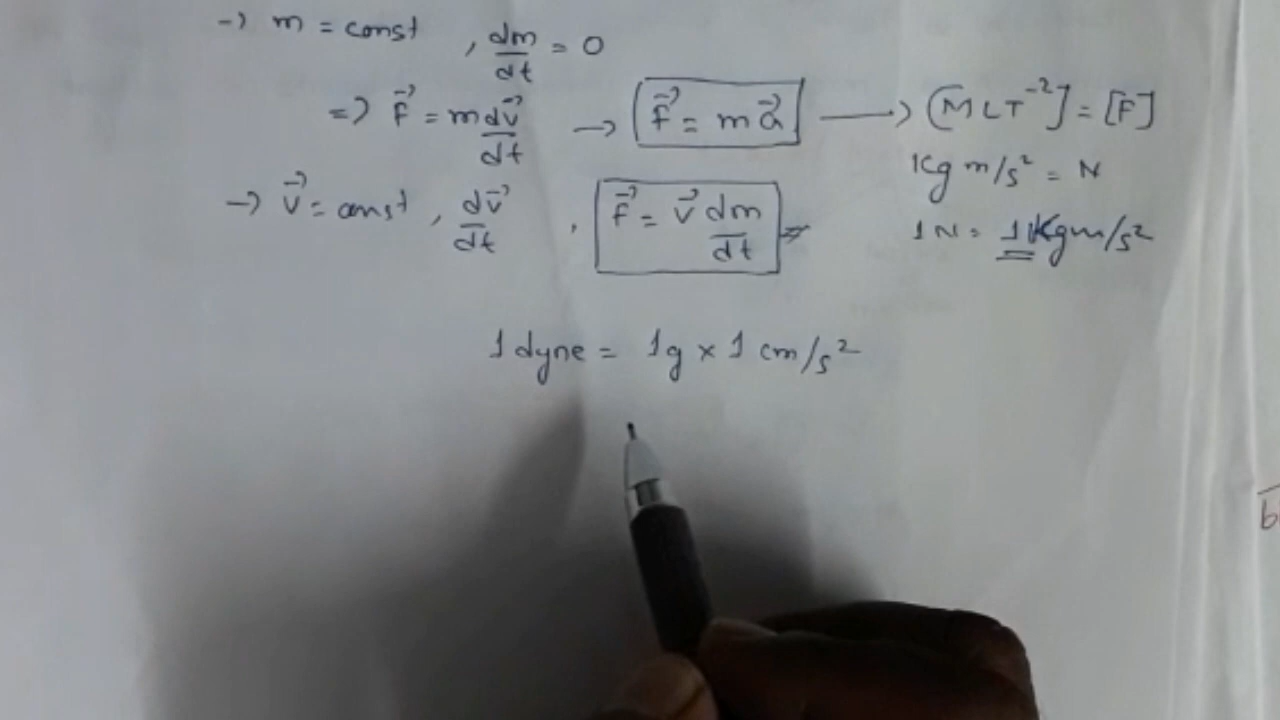 → m = const , dm/dt = 0
⇒ F⃗ = m dv⃗/dt → F⃗ = ma⃗ → [MLT⁻²] = [F]
Kg m/s² = N
→ v⃗ = const , dv⃗/dt , F⃗ = v⃗ dm/dt
1N = 1Kgm/s²
1 dyne = 1g × 1 cm/s²